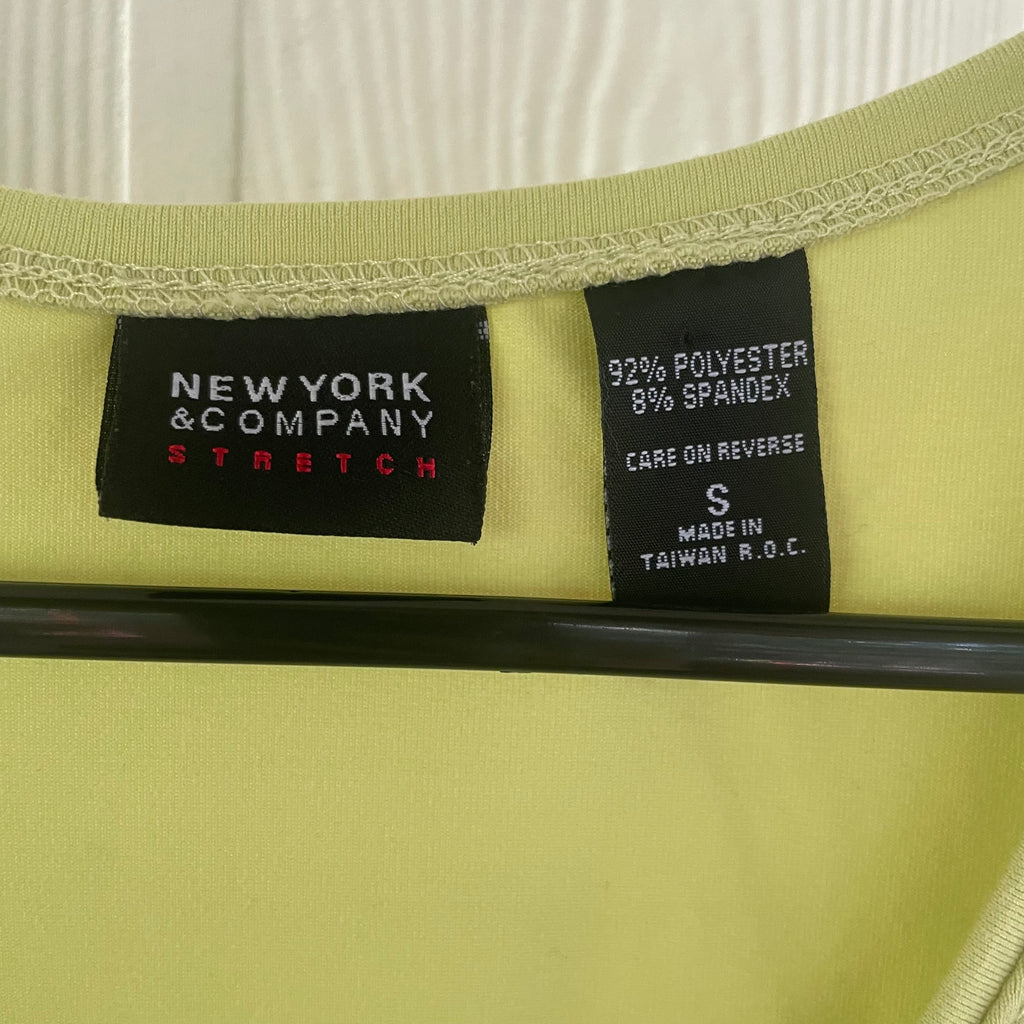 NEW YORK
&COMPANY
STRETCH
92% POLYESTER
8% SPANDEX
CARE ON REVERSE
S
MADE IN
TAIWAN R.O.C.